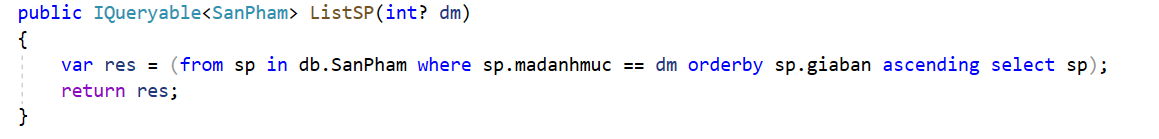 public IQueryable<SanPham> ListSP(int? dm)
{
    var res = (from sp in db.SanPham where sp.madanhmuc == dm orderby sp.giaban ascending select sp);
    return res;
}